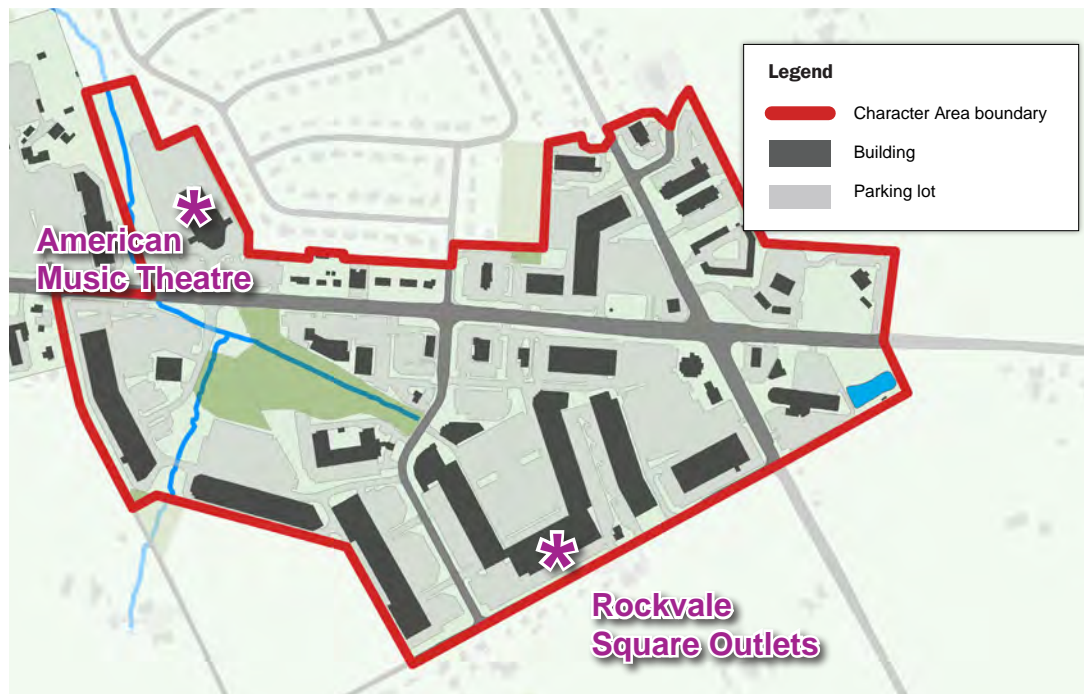 Legend
Character Area boundary
Building
Parking lot
American
Music Theatre
Rockvale
Square Outlets